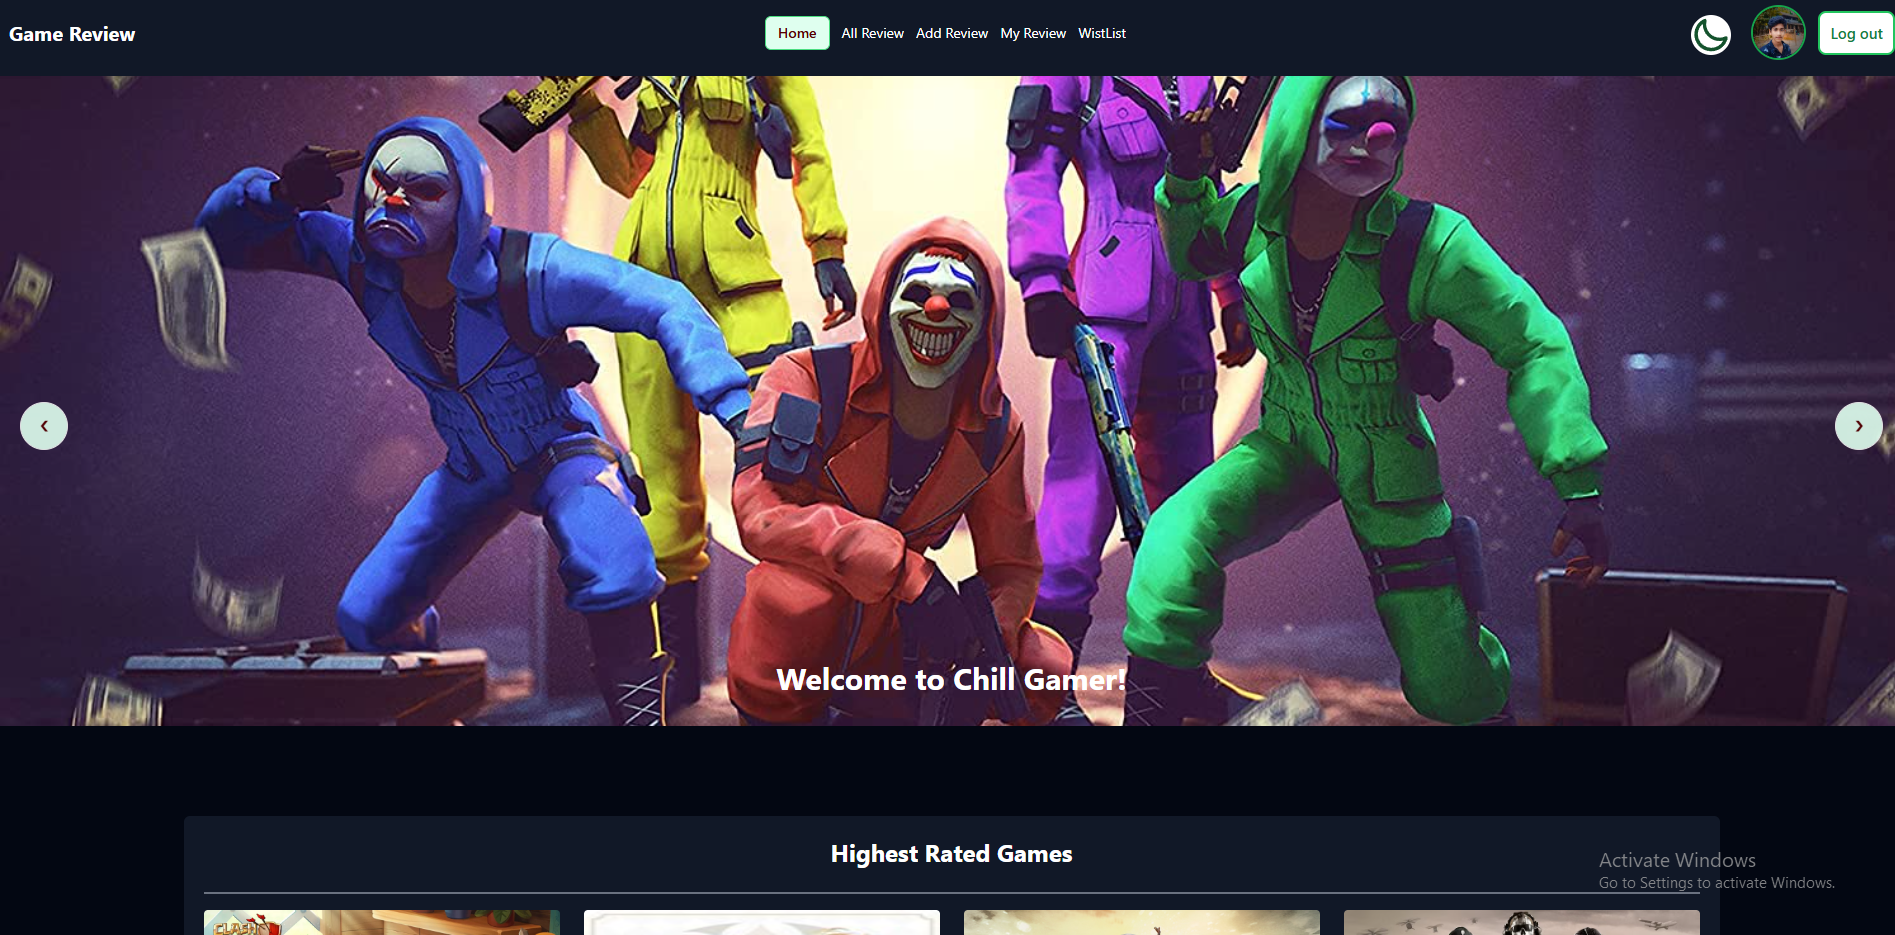 Game Review
Home
All Review
Add Review
My Review
WistList
Log out
Welcome to Chill Gamer!
Highest Rated Games
Activate Windows
Go to Settings to activate Windows.
CLASH